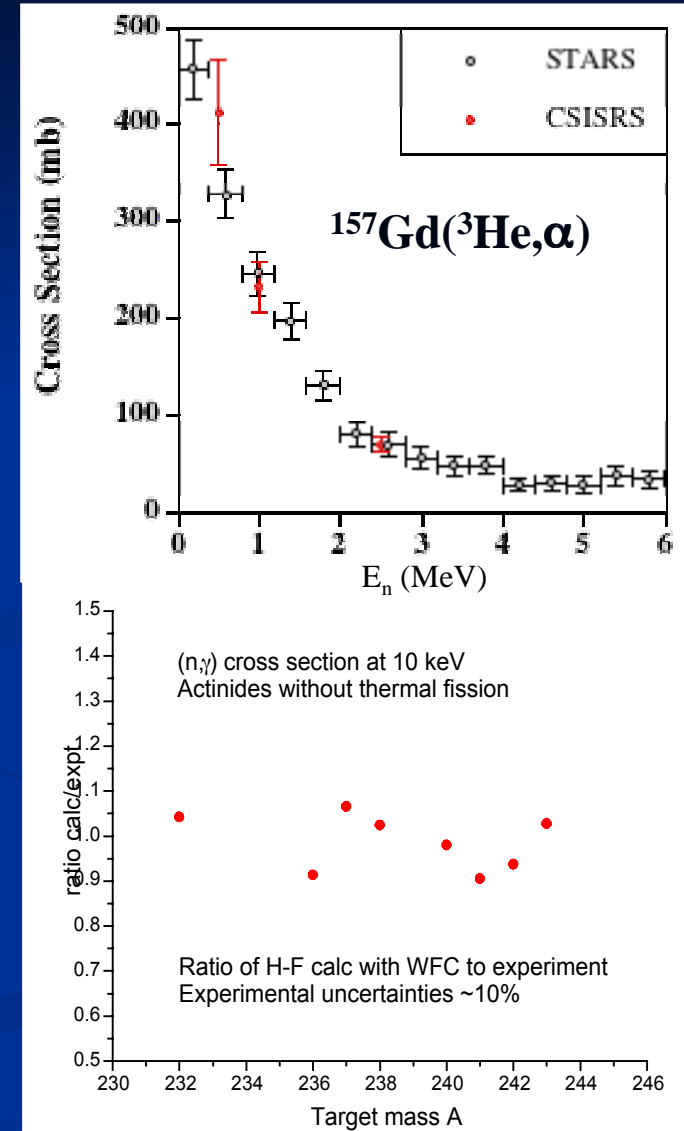 500
400
300
200
100
0
Cross Section (mb)
STARS
CSISRS
¹⁵⁷Gd(³He,α)
0 1 2 3 4 5 6
Eₙ (MeV)
1.5
1.4
1.3
1.2
1.1
1.0
0.9
0.8
0.7
0.6
0.5
ratio calc/expt.
(n,γ) cross section at 10 keV
Actinides without thermal fission
Ratio of H-F calc with WFC to experiment
Experimental uncertainties ~10%
230 232 234 236 238 240 242 244 246
Target mass A